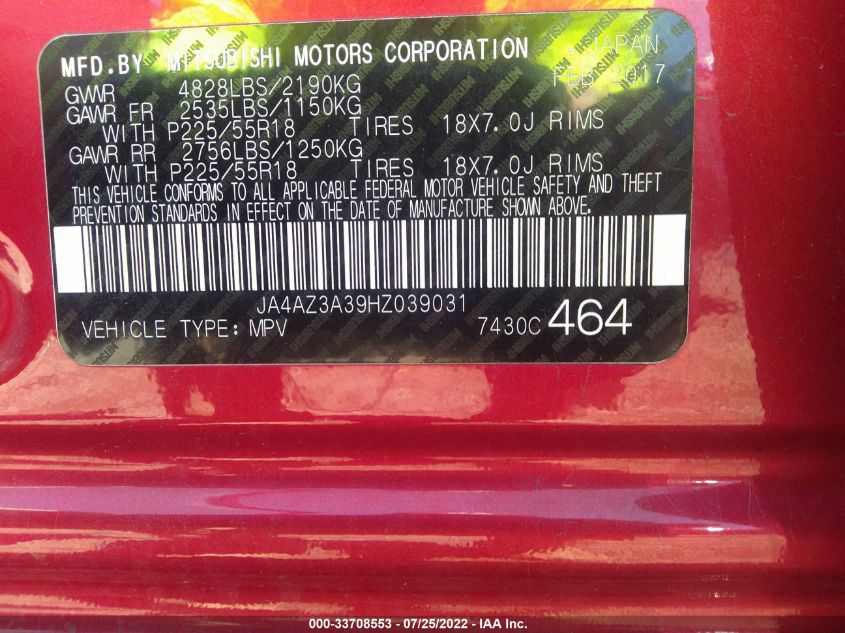 MFD.BY MITSUBISHI MOTORS CORPORATION JAPAN
GVWR 4828LBS/2190KG FEB 2017
GAWR FR 2535LBS/1150KG
WITH P225/55R18 TIRES 18X7.0J RIMS
GAWR RR 2756LBS/1250KG
WITH P225/55R18 TIRES 18X7.0J RIMS
THIS VEHICLE CONFORMS TO ALL APPLICABLE FEDERAL MOTOR VEHICLE SAFETY AND THEFT
PREVENTION STANDARDS IN EFFECT ON THE DATE OF MANUFACTURE SHOWN ABOVE.
JA4AZ3A39HZ039031
VEHICLE TYPE: MPV 7430C 464
000-33708553 - 07/25/2022 - IAA Inc.